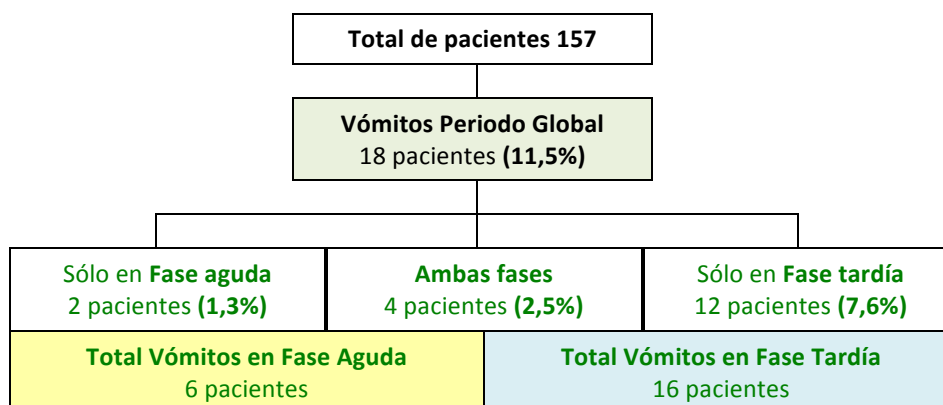 Total de pacientes 157
Vómitos Periodo Global
18 pacientes (11,5%)
Sólo en Fase aguda
2 pacientes (1,3%)
Ambas fases
4 pacientes (2,5%)
Sólo en Fase tardía
12 pacientes (7,6%)
Total Vómitos en Fase Aguda
6 pacientes
Total Vómitos en Fase Tardía
16 pacientes